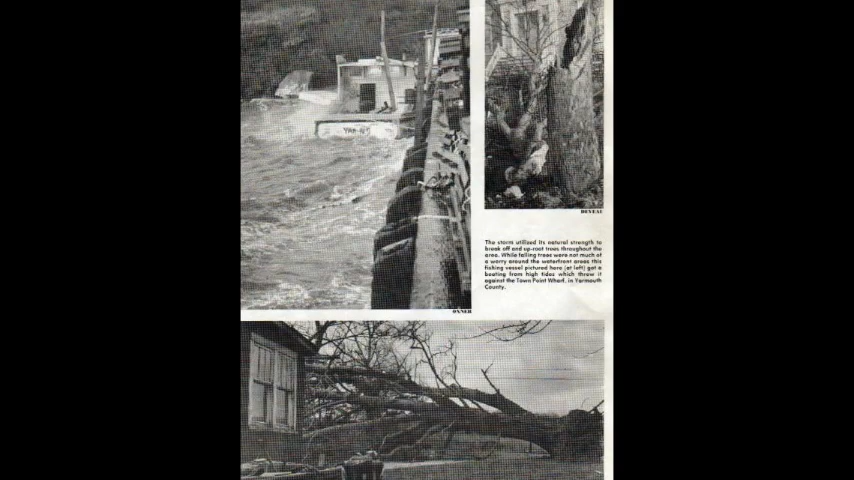 DEVEAU
The storm utilized its natural strength to
break off and up-root trees throughout the
area. While falling trees were not much of
a worry around the waterfront areas this
fishing vessel pictured here (at left) got a
beating from high tides which threw it
against the Town Point Wharf, in Yarmouth
County.